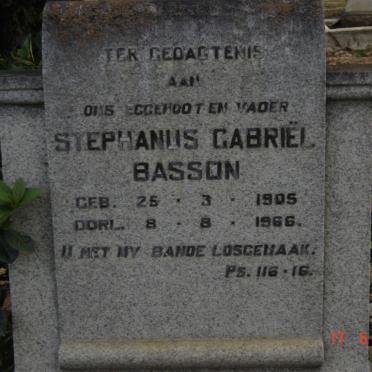 TER GEDAGTENIS
AAN
ONS EGGENOOT EN VADER
STEPHANUS GABRIËL
BASSON
GEB. 25 · 3 · 1905
OORL. 8 · 8 · 1966.
U HET MY BANDE LOSGEMAAK.
PS. 116-16.
17 6